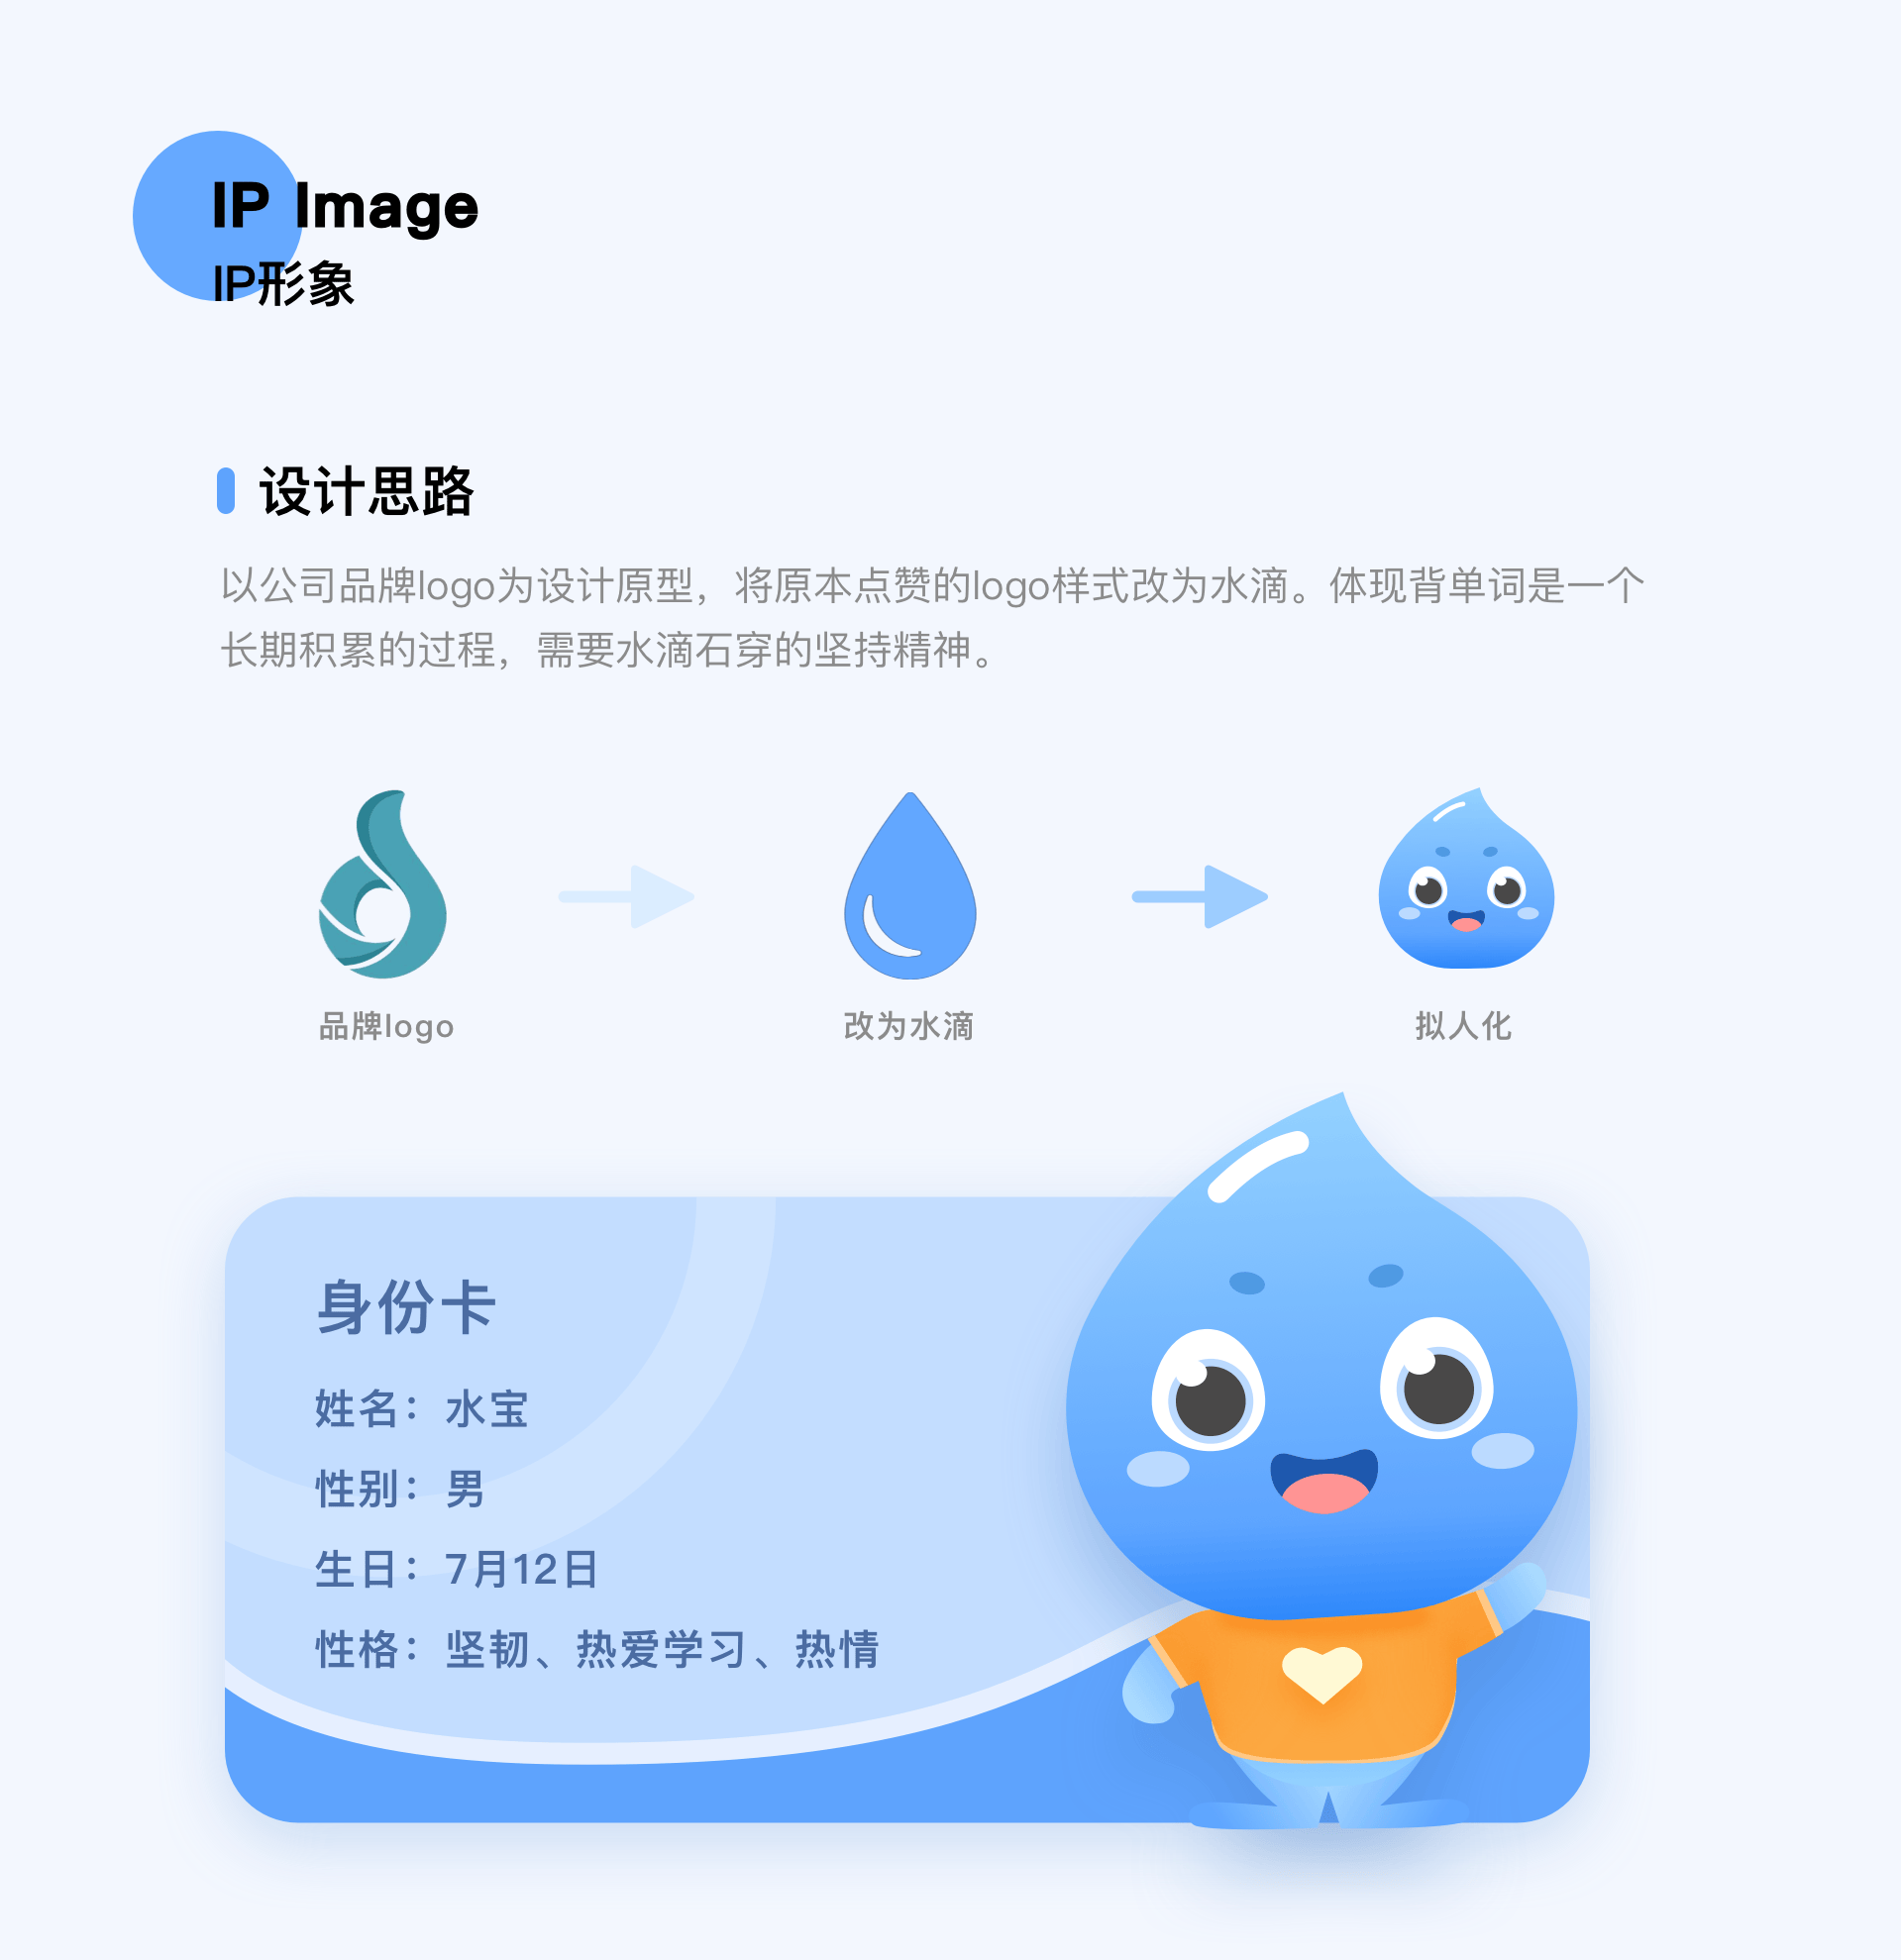 IP Image
IP形象
设计思路
以公司品牌logo为设计原型，将原本点赞的logo样式改为水滴。体现背单词是一个
长期积累的过程，需要水滴石穿的坚持精神。
品牌logo
改为水滴
拟人化
身份卡
姓名：水宝
性别：男
生日：7月12日
性格：坚韧、热爱学习、热情